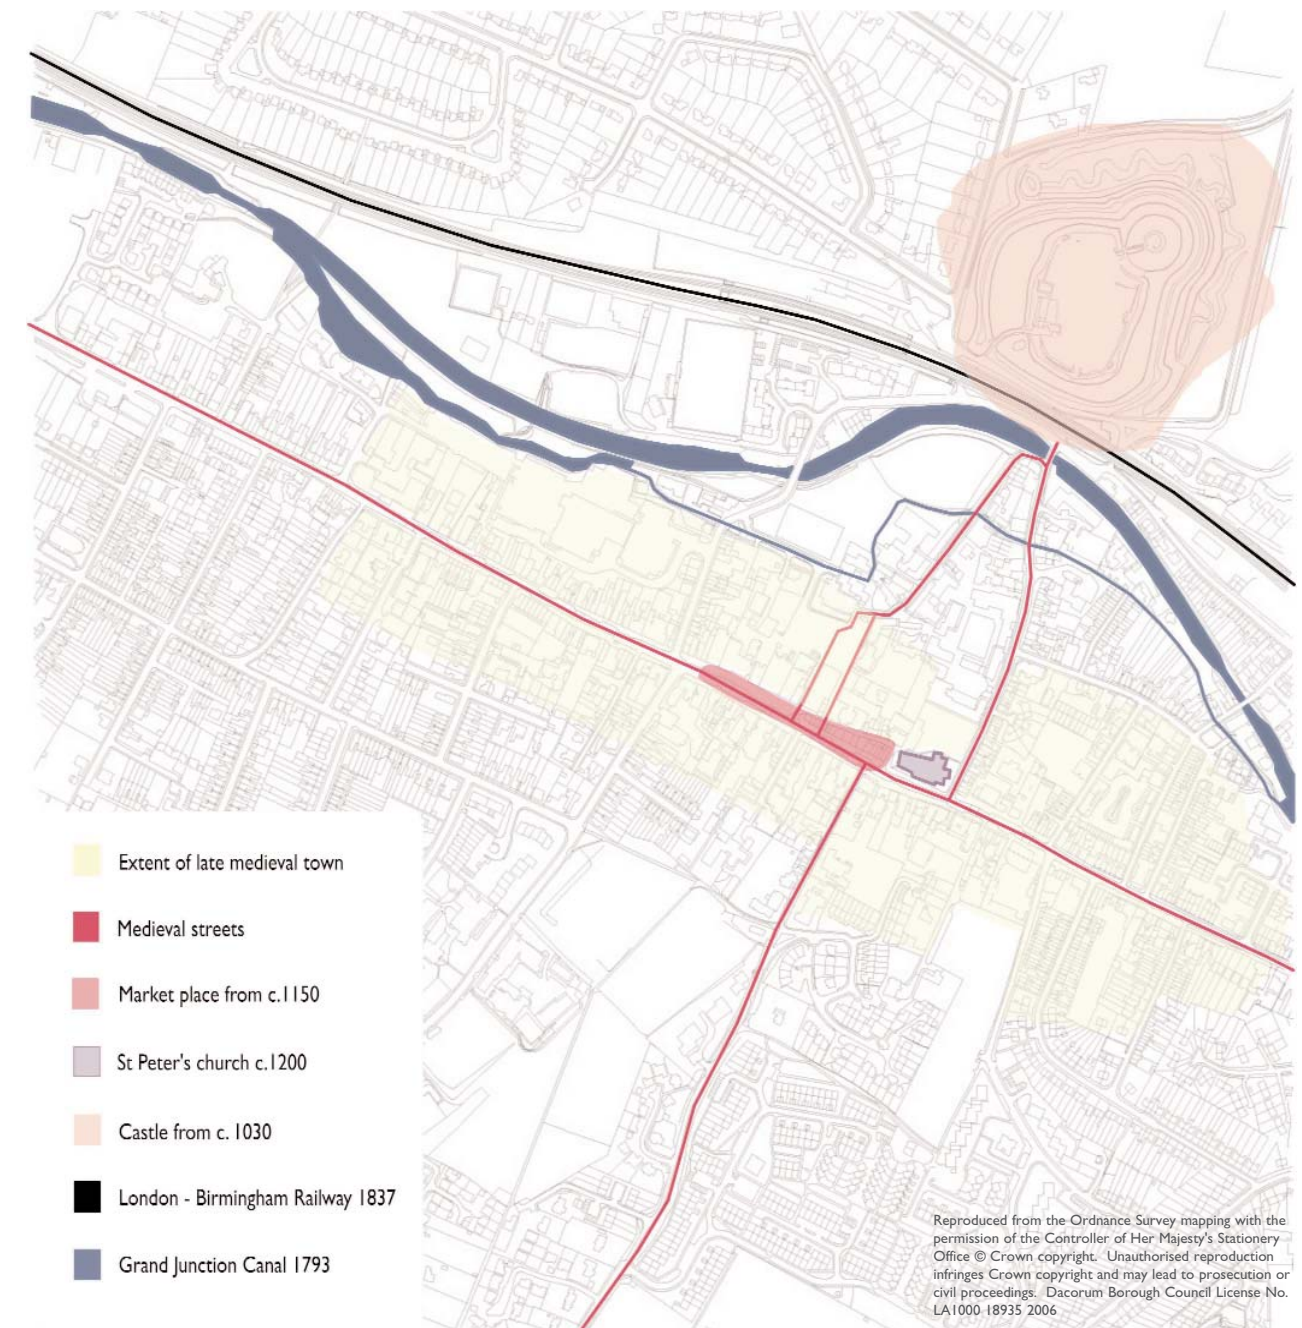 Extent of late medieval town
Medieval streets
Market place from c.1150
St Peter's church c.1200
Castle from c. 1030
London - Birmingham Railway 1837
Grand Junction Canal 1793
Reproduced from the Ordnance Survey mapping with the
permission of the Controller of Her Majesty's Stationery
Office © Crown copyright. Unauthorised reproduction
infringes Crown copyright and may lead to prosecution or
civil proceedings. Dacorum Borough Council License No.
LA1000 18935 2006